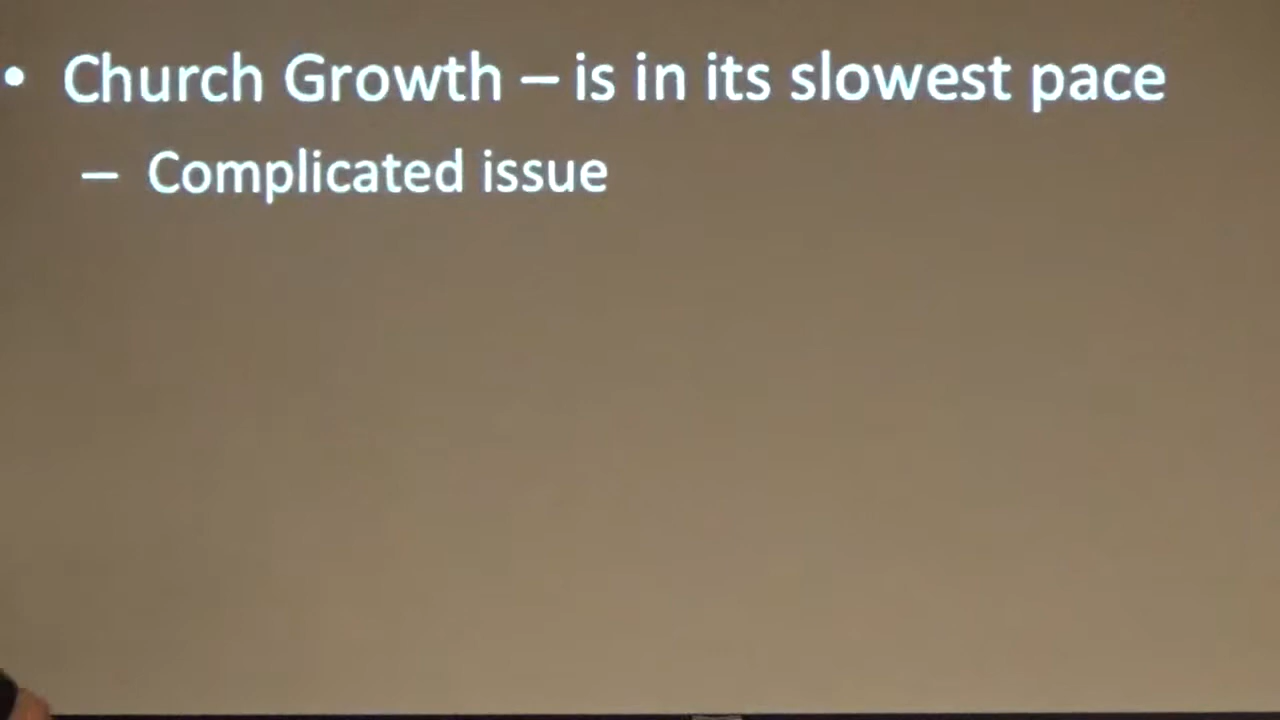 • Church Growth – is in its slowest pace
– Complicated issue